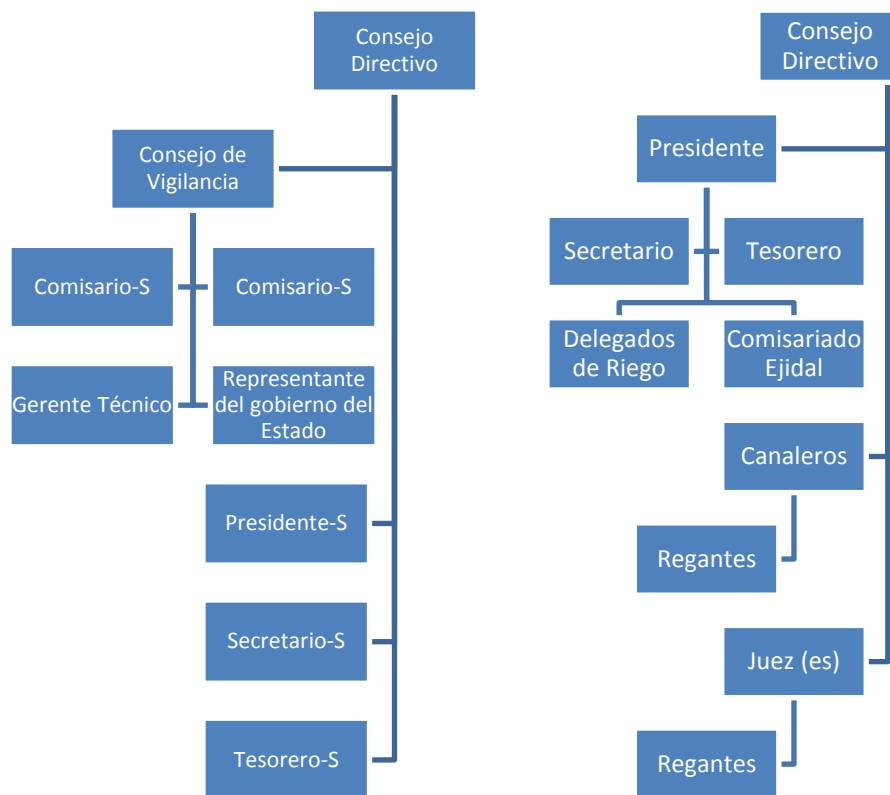 Consejo
Directivo
Consejo de
Vigilancia
Comisario-S
Comisario-S
Gerente Técnico
Representante
del gobierno del
Estado
Presidente-S
Secretario-S
Tesorero-S
Consejo
Directivo
Presidente
Secretario
Tesorero
Delegados
de Riego
Comisariado
Ejidal
Canaleros
Regantes
Juez (es)
Regantes